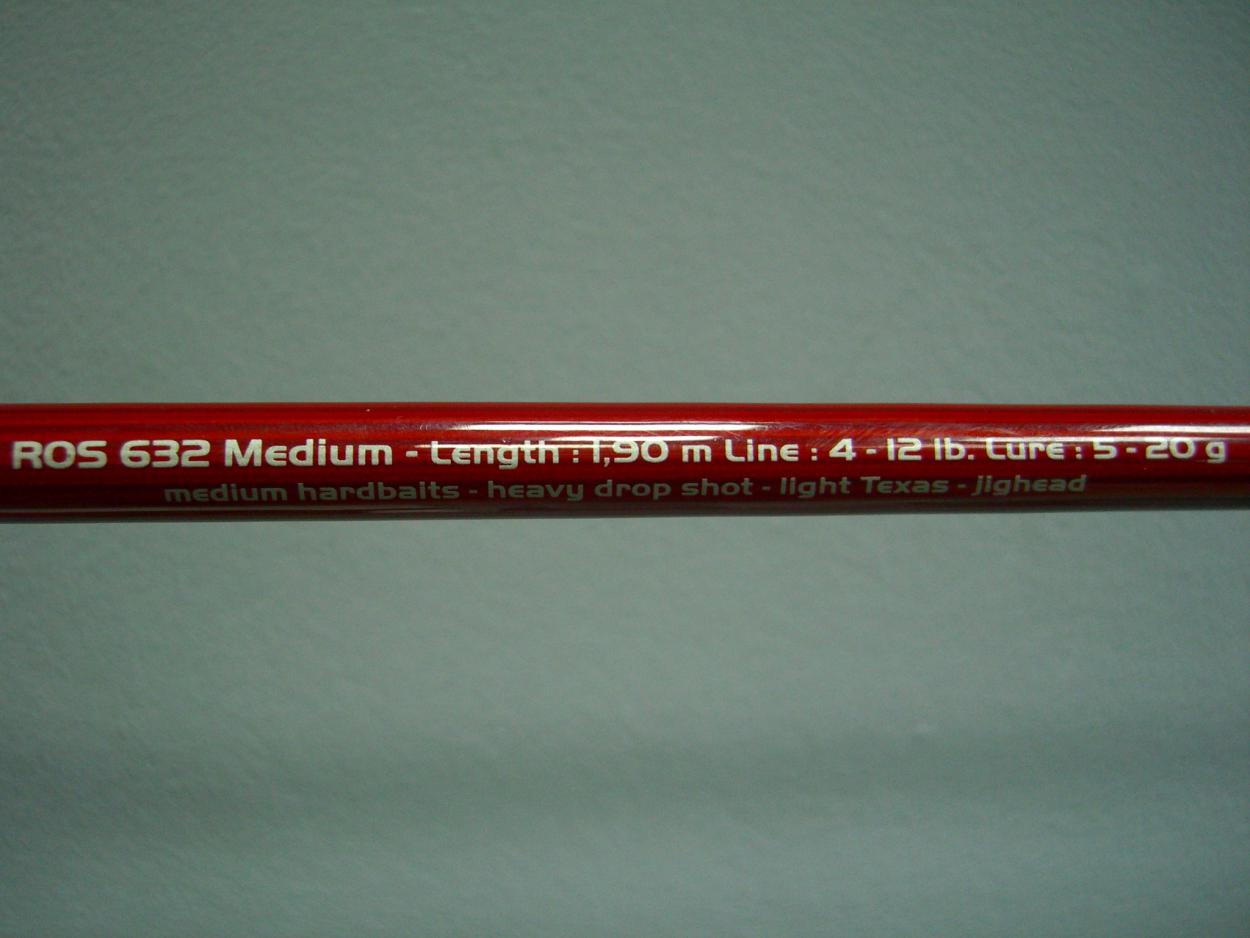 ROS 632 Medium - Length : 1,90 m Line : 4 - 12 lb. Lure : 5 - 20 g
medium hardbaits - heavy drop shot - light Texas - jighead